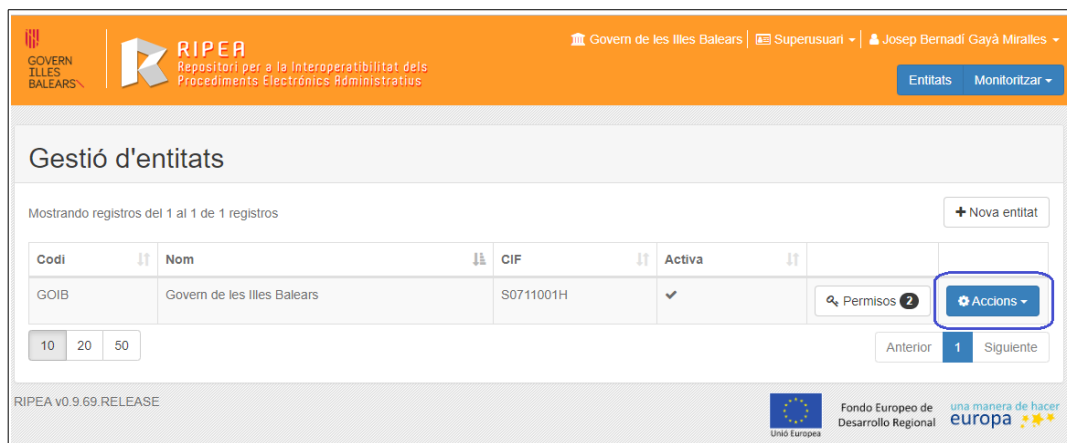 GOVERN
ILLES
BALEARS
RIPEA
Repositori per a la Interoperatibilitat dels
Procediments Electrònics Administratius
Govern de les Illes Balears
Superusuari
Josep Bernadí Gayà Miralles
Entitats
Monitoritzar
Gestió d'entitats
Mostrando registros del 1 al 1 de 1 registros
+ Nova entitat
Codi Nom CIF Activa
GOIB Govern de les Illes Balears S0711001H ✔ Permisos 2 Accions
10 20 50
Anterior 1 Siguiente
RIPEA v0.9.69.RELEASE
Unió Europea
Fondo Europeo de
Desarrollo Regional
una manera de hacer
europa